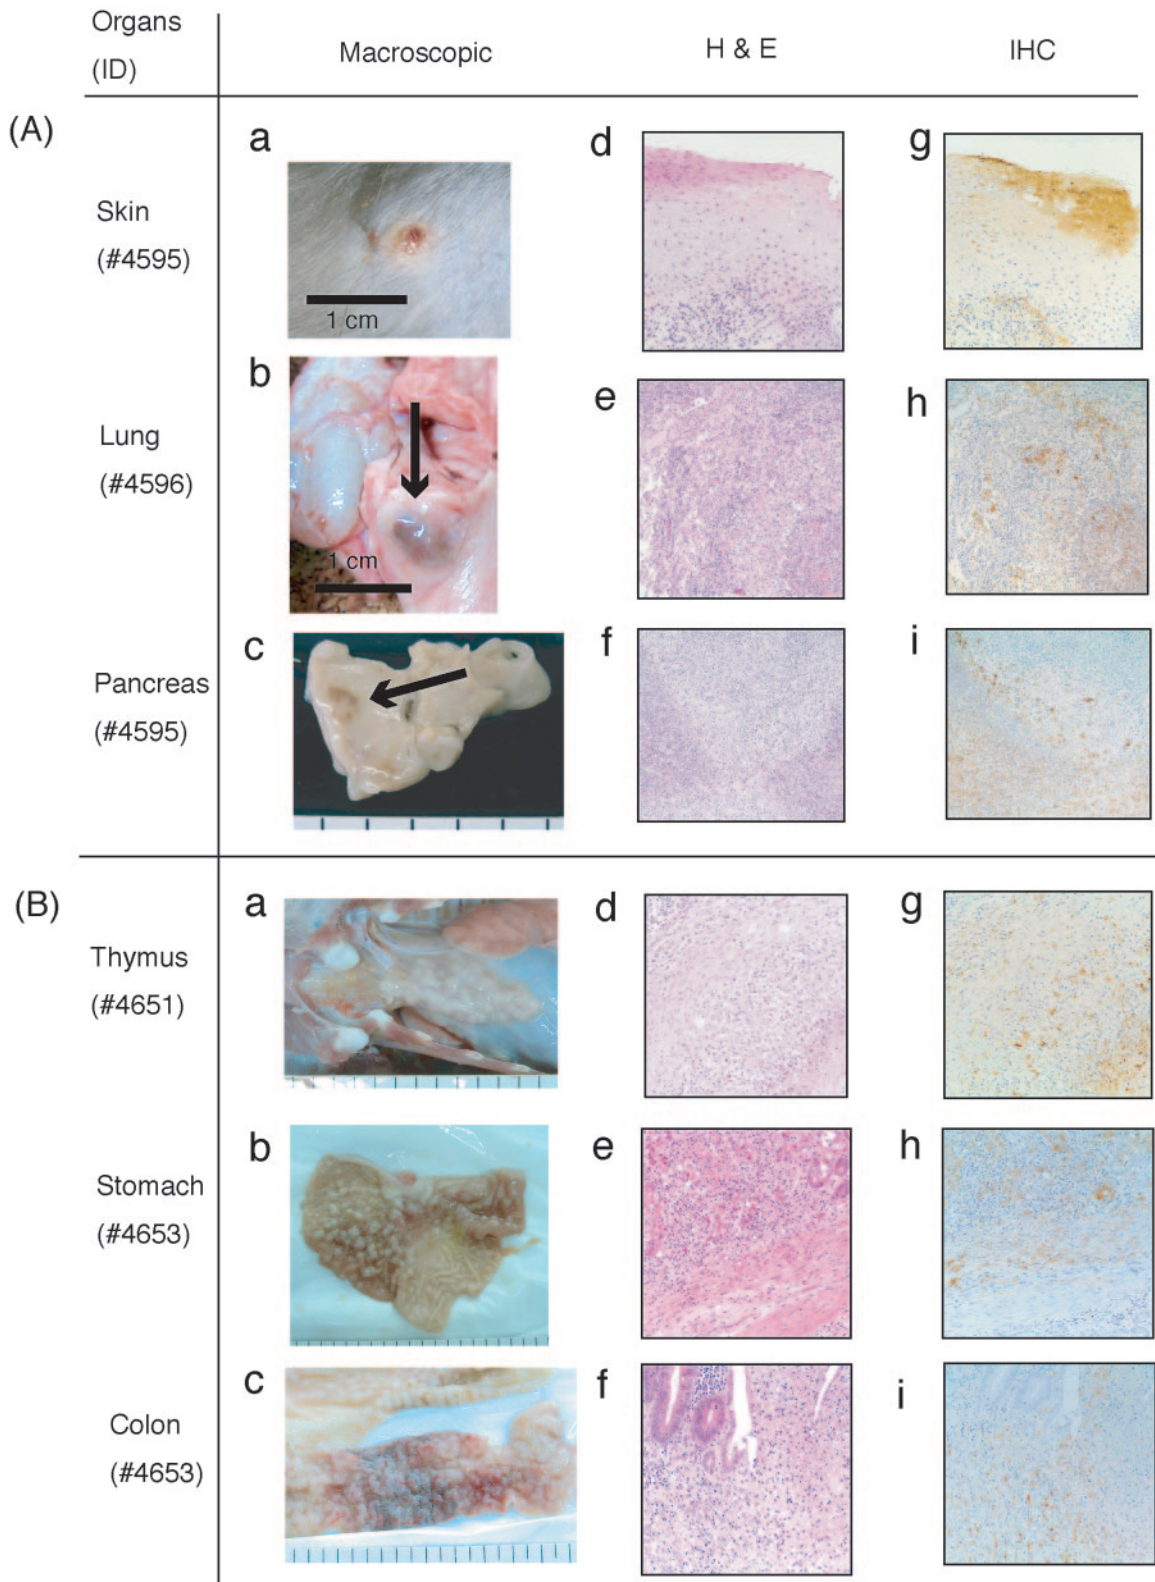 Organs
(ID)
Macroscopic
H & E
IHC
(A)
Skin
(#4595)
a
1 cm
d
g
Lung
(#4596)
b
1 cm
e
h
Pancreas
(#4595)
c
f
i
(B)
Thymus
(#4651)
a
d
g
Stomach
(#4653)
b
e
h
Colon
(#4653)
c
f
i